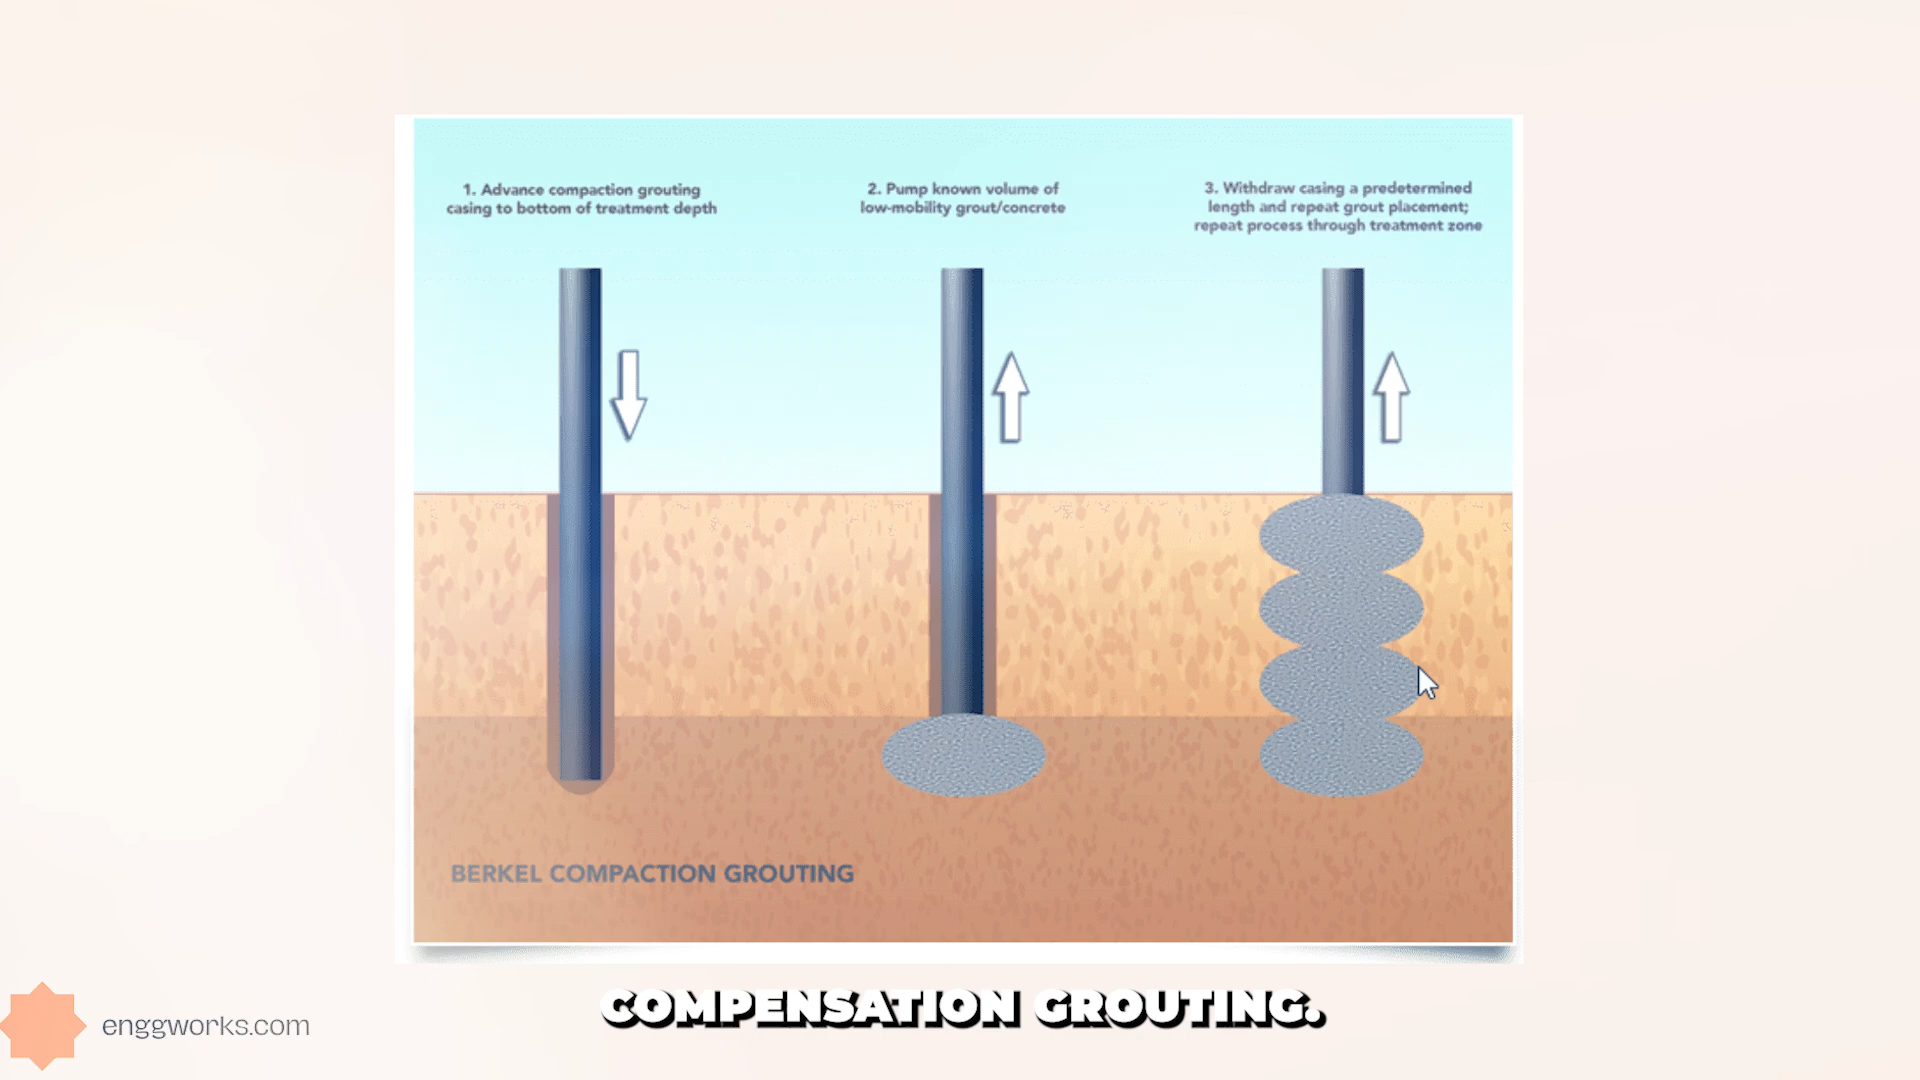 1. Advance compaction grouting
casing to bottom of treatment depth
2. Pump known volume of
low-mobility grout/concrete
3. Withdraw casing a predetermined
length and repeat grout placement;
repeat process through treatment zone
BERKEL COMPACTION GROUTING
COMPENSATION GROUTING.
enggworks.com